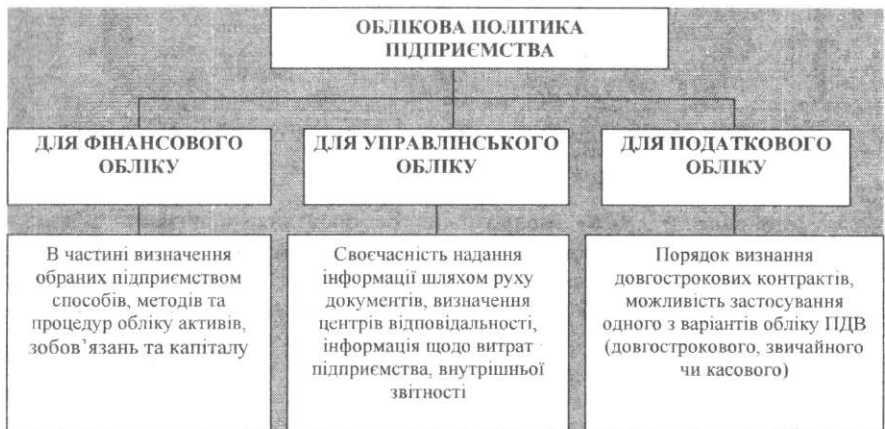 ОБЛІКОВА ПОЛІТИКА
ПІДПРИЄМСТВА
ДЛЯ ФІНАНСОВОГО
ОБЛІКУ
ДЛЯ УПРАВЛІНСЬКОГО
ОБЛІКУ
ДЛЯ ПОДАТКОВОГО
ОБЛІКУ
В частині визначення
обраних підприємством
способів, методів та
процедур обліку активів,
зобов’язань та капіталу
Своєчасність надання
інформації шляхом руху
документів, визначення
центрів відповідальності,
інформація щодо витрат
підприємства, внутрішньої
звітності
Порядок визнання
довгострокових контрактів,
можливість застосування
одного з варіантів обліку ПДВ
(довгострокового, звичайного
чи касового)